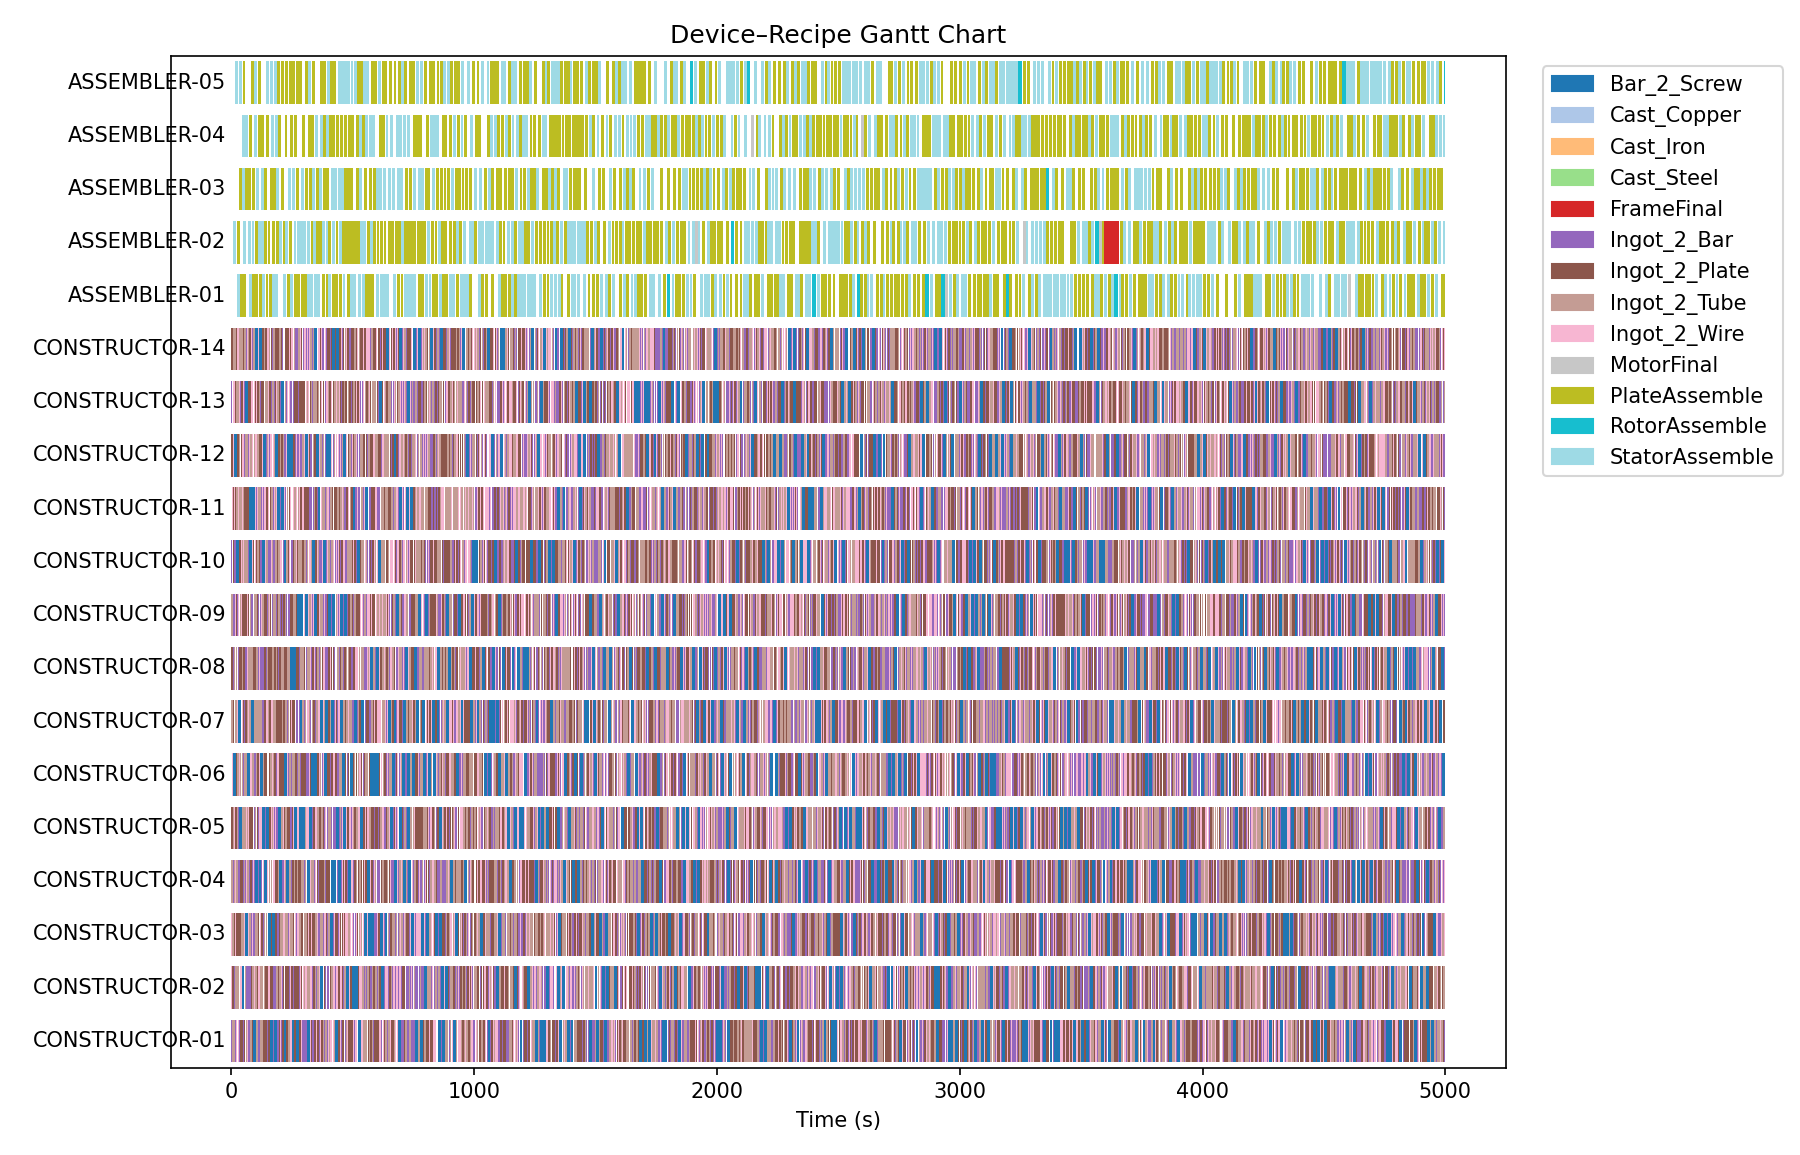 Device–Recipe Gantt Chart
ASSEMBLER-05
ASSEMBLER-04
ASSEMBLER-03
ASSEMBLER-02
ASSEMBLER-01
CONSTRUCTOR-14
CONSTRUCTOR-13
CONSTRUCTOR-12
CONSTRUCTOR-11
CONSTRUCTOR-10
CONSTRUCTOR-09
CONSTRUCTOR-08
CONSTRUCTOR-07
CONSTRUCTOR-06
CONSTRUCTOR-05
CONSTRUCTOR-04
CONSTRUCTOR-03
CONSTRUCTOR-02
CONSTRUCTOR-01
0 1000 2000 3000 4000 5000
Time (s)
Bar_2_Screw
Cast_Copper
Cast_Iron
Cast_Steel
FrameFinal
Ingot_2_Bar
Ingot_2_Plate
Ingot_2_Tube
Ingot_2_Wire
MotorFinal
PlateAssemble
RotorAssemble
StatorAssemble